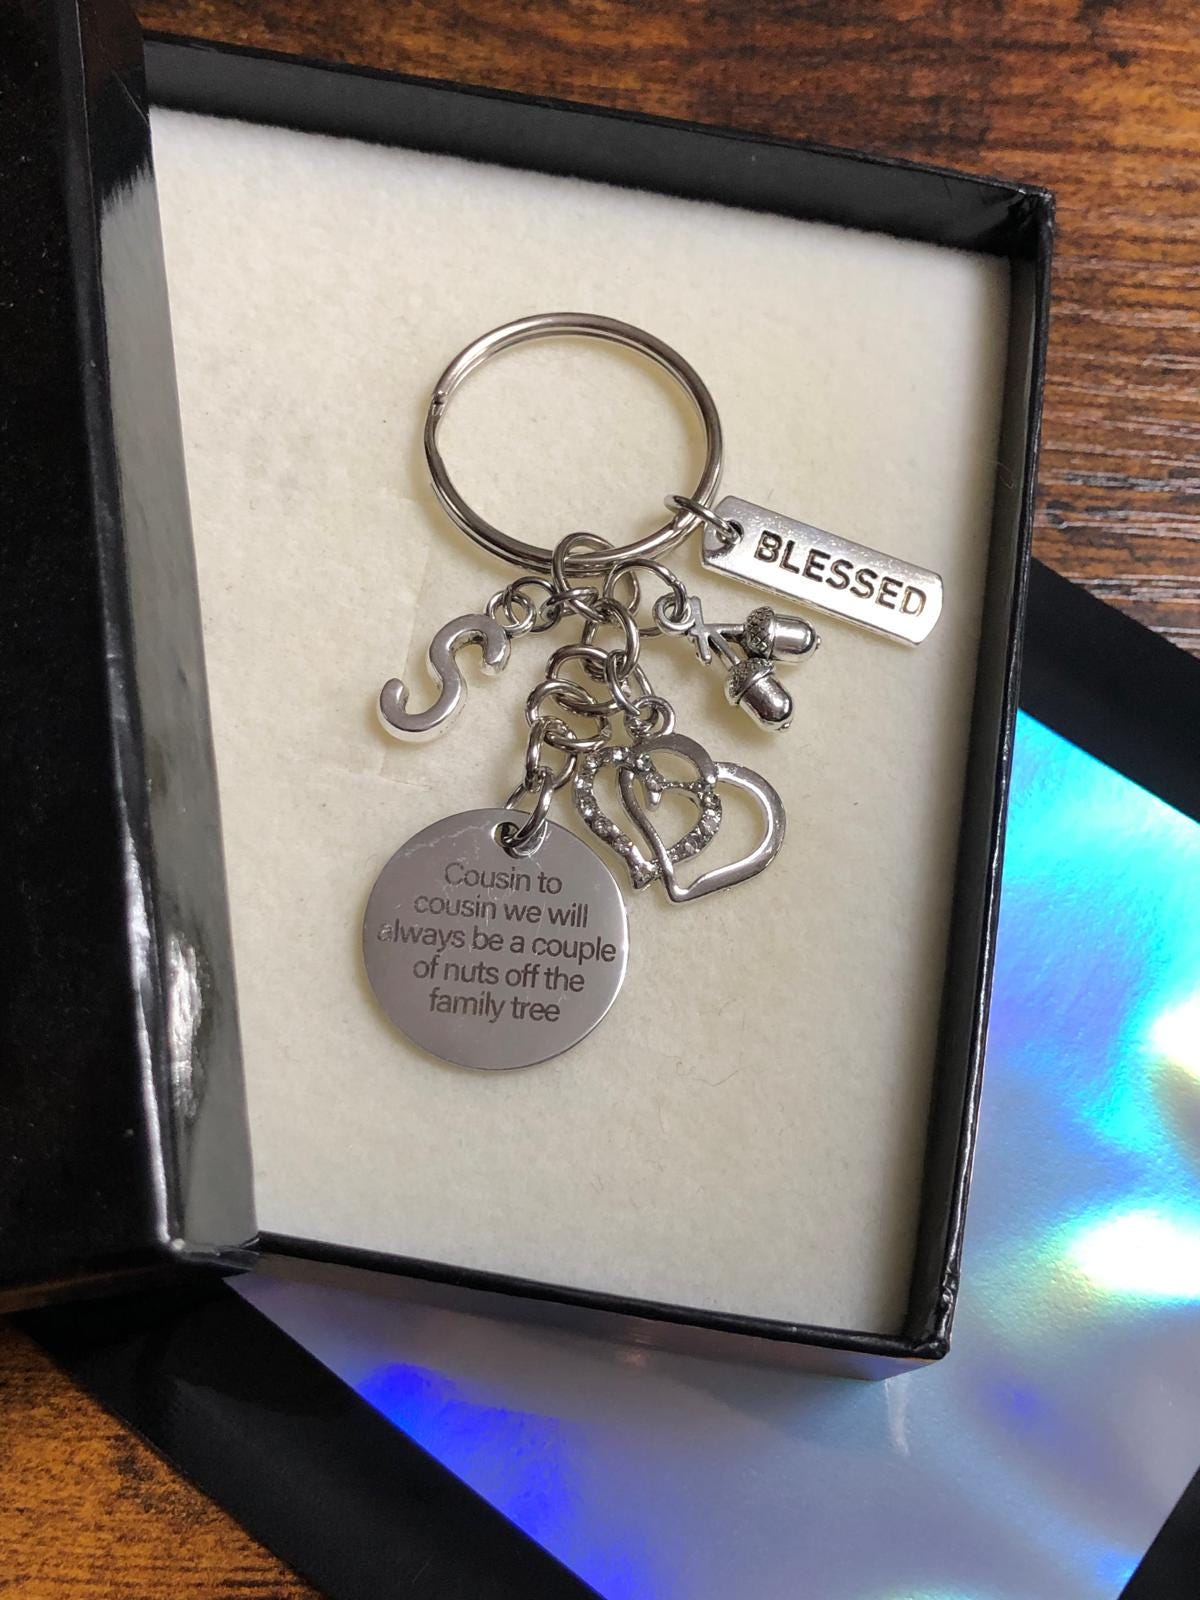 BLESSED
S
Cousin to
cousin we will
always be a couple
of nuts off the
family tree